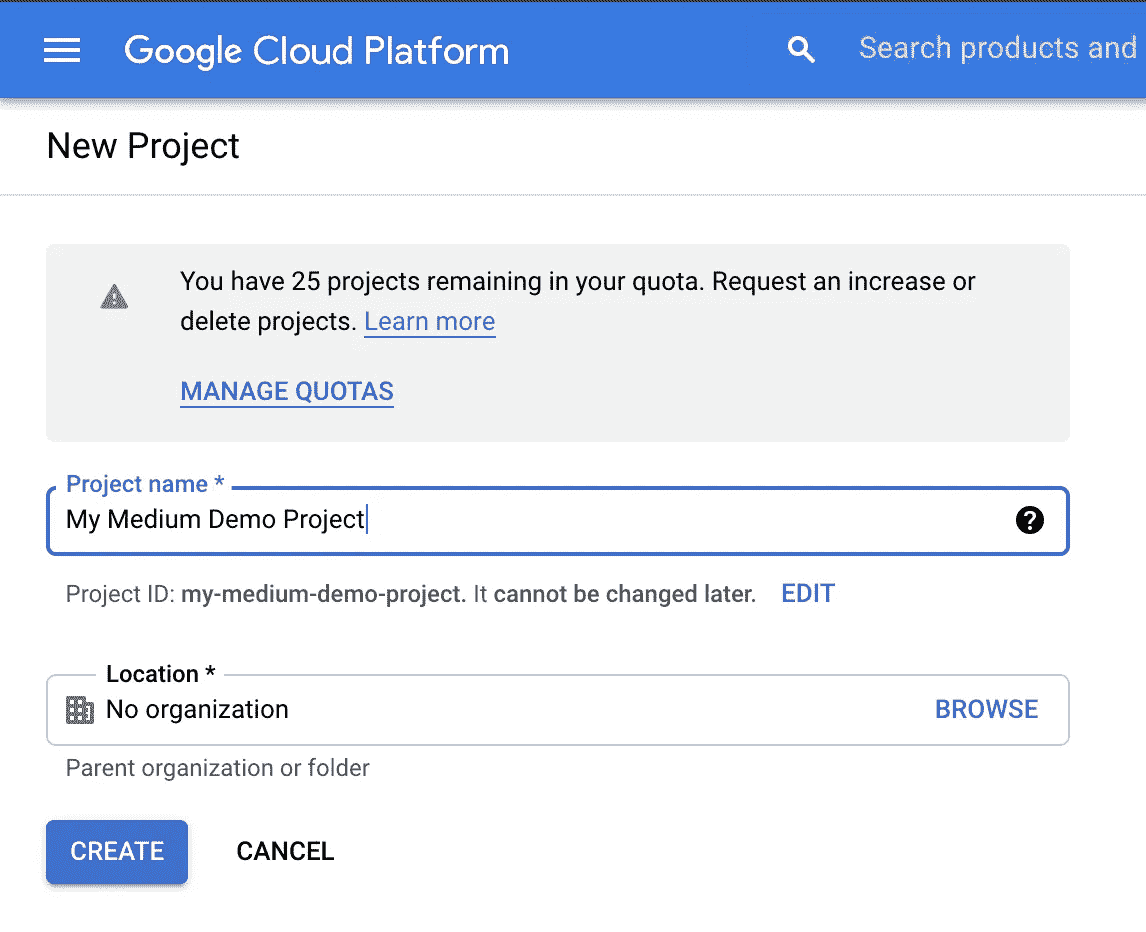 Google Cloud Platform
Search products and
New Project
You have 25 projects remaining in your quota. Request an increase or
delete projects. Learn more
MANAGE QUOTAS
Project name *
My Medium Demo Project
Project ID: my-medium-demo-project. It cannot be changed later. EDIT
Location *
No organization BROWSE
Parent organization or folder
CREATE CANCEL